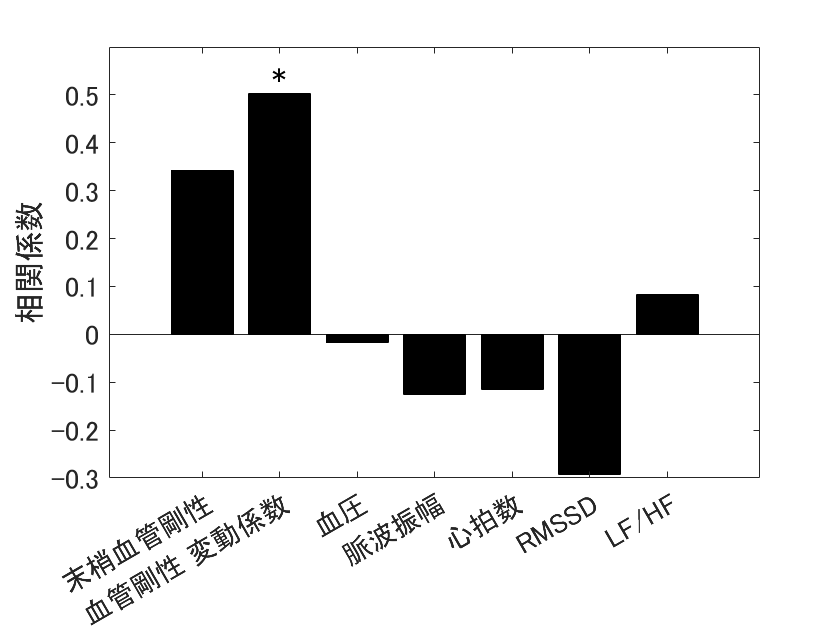 *
0.5
0.4
0.3
0.2
0.1
0
-0.1
-0.2
-0.3
相関係数
末梢血管剛性
血管剛性 変動係数
血圧
脈波振幅
心拍数
RMSSD
LF/HF